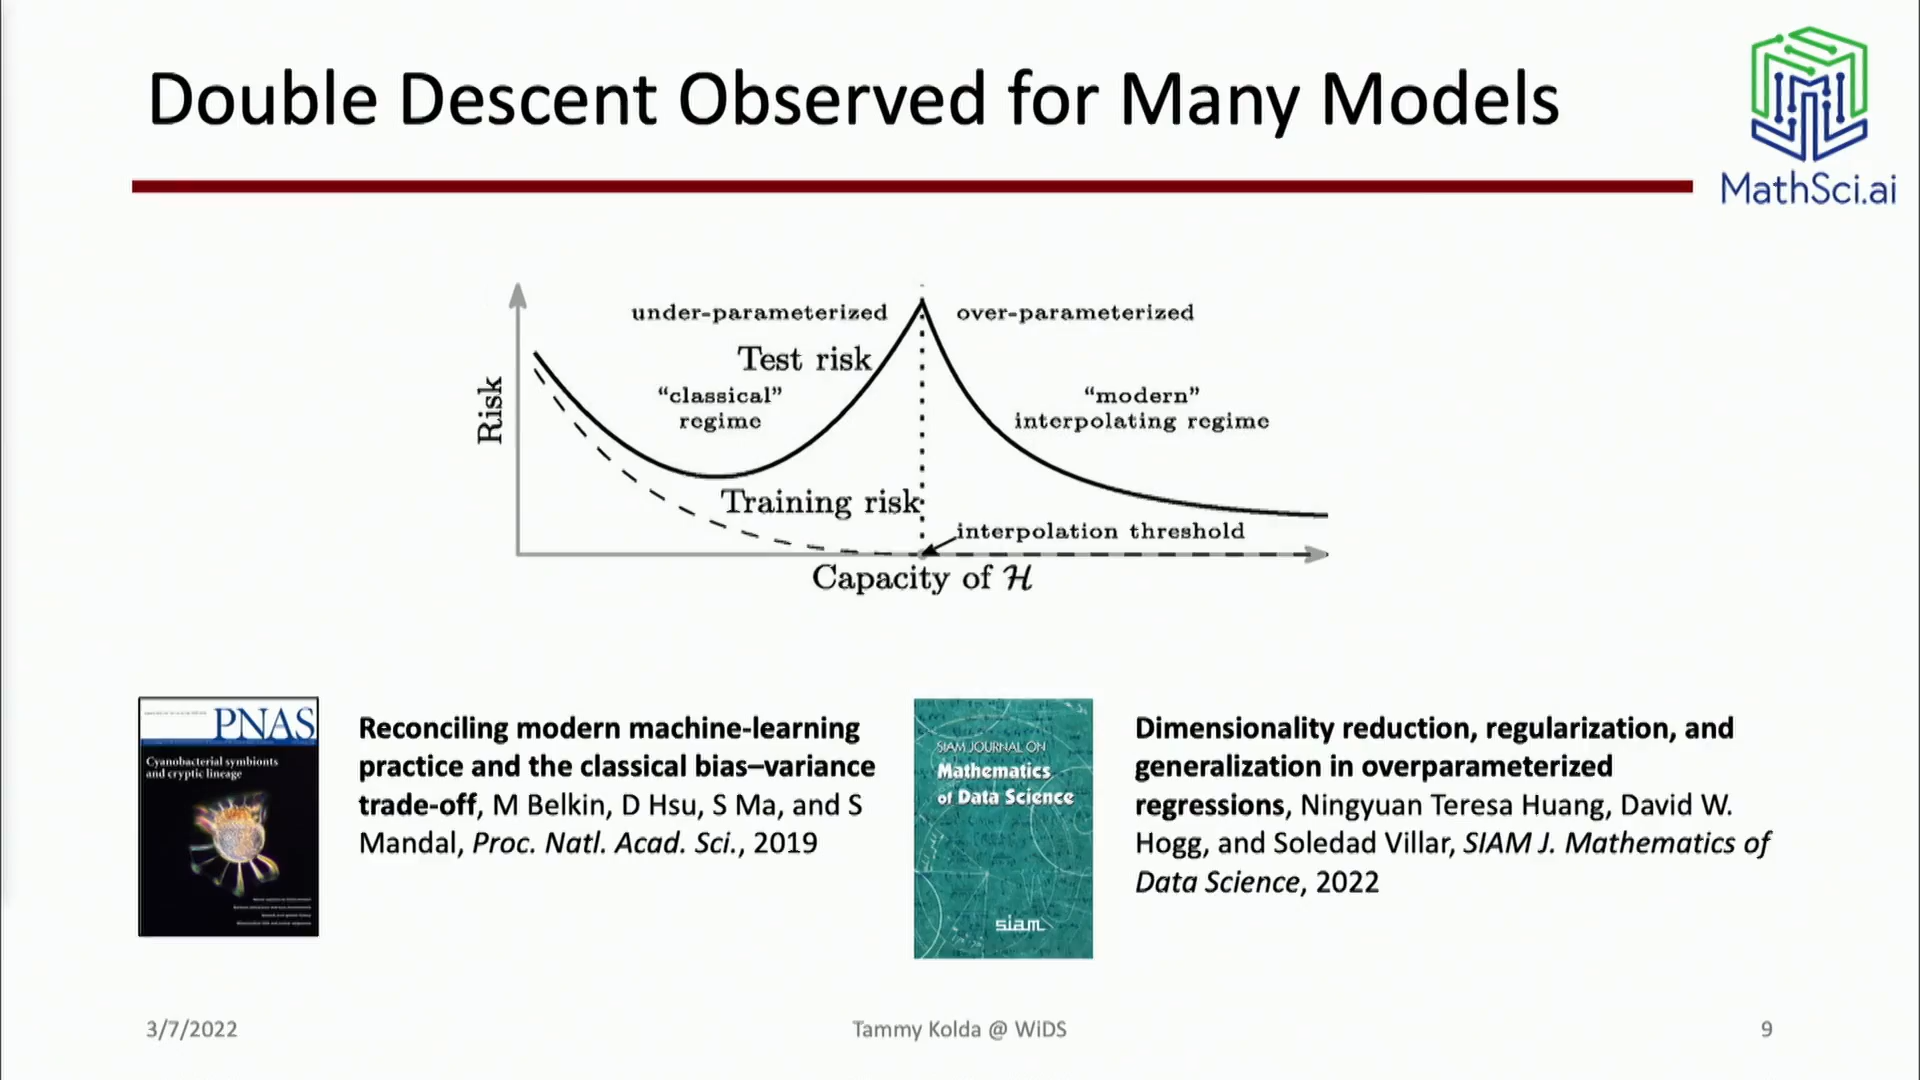 Double Descent Observed for Many Models
MathSci.ai
under-parameterized
over-parameterized
Test risk
"classical"
regime
"modern"
interpolating regime
Risk
Training risk
interpolation threshold
Capacity of ℋ
PNAS
Cyanobacterial symbionts
and cryptic lineage
Reconciling modern machine-learning
practice and the classical bias–variance
trade-off, M Belkin, D Hsu, S Ma, and S
Mandal, Proc. Natl. Acad. Sci., 2019
SIAM JOURNAL ON
Mathematics
of Data Science
siam
Dimensionality reduction, regularization, and
generalization in overparameterized
regressions, Ningyuan Teresa Huang, David W.
Hogg, and Soledad Villar, SIAM J. Mathematics of
Data Science, 2022
3/7/2022
Tammy Kolda @ WiDS
9